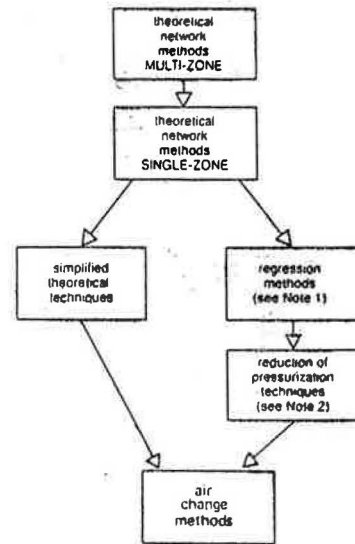 theoretical
network
methods
MULTI-ZONE
theoretical
network
methods
SINGLE-ZONE
simplified
theoretical
techniques
regression
methods
(see Note 1)
reduction of
pressurization
techniques
(see Note 2)
air
change
methods